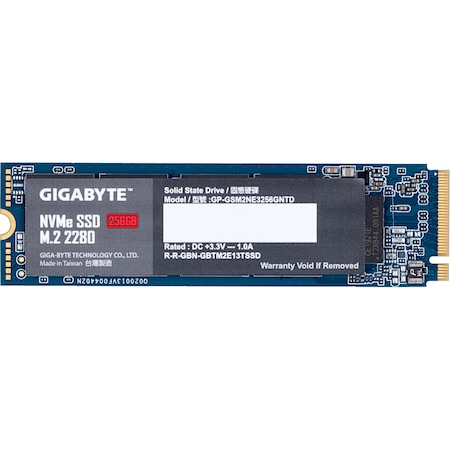 GIGABYTE™
NVMe SSD 256GB
M.2 2280
GIGA-BYTE TECHNOLOGY CO., LTD.
Made in Taiwan 台灣製造
Solid State Drive / 固態硬碟
Model / 型號 :GP-GSM2NE3256GNTD
Rated : DC +3.3V --- 1.0A
R-R-GBN-GBTM2E13TSSD
Warranty Void If Removed